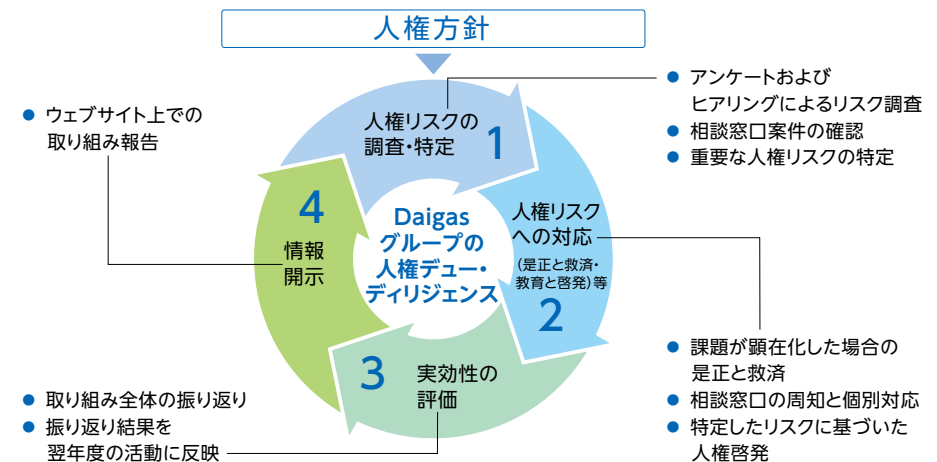 人権方針
人権リスクの
調査・特定
1
● アンケートおよび
ヒアリングによるリスク調査
● 相談窓口案件の確認
● 重要な人権リスクの特定
人権リスク
への対応
(是正と救済・
教育と啓発)等
2
● 課題が顕在化した場合の
是正と救済
● 相談窓口の周知と個別対応
● 特定したリスクに基づいた
人権啓発
3
実効性の
評価
● 取り組み全体の振り返り
● 振り返り結果を
翌年度の活動に反映
4
情報
開示
● ウェブサイト上での
取り組み報告
Daigas
グループの
人権デュー・
ディリジェンス